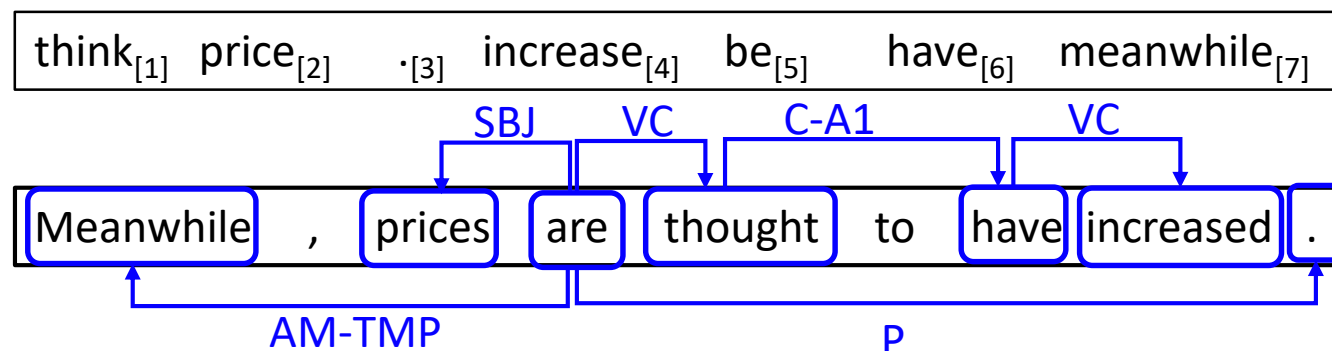 think[1] price[2] .[3] increase[4] be[5] have[6] meanwhile[7]
SBJ VC C-A1 VC
Meanwhile , prices are thought to have increased .
AM-TMP P